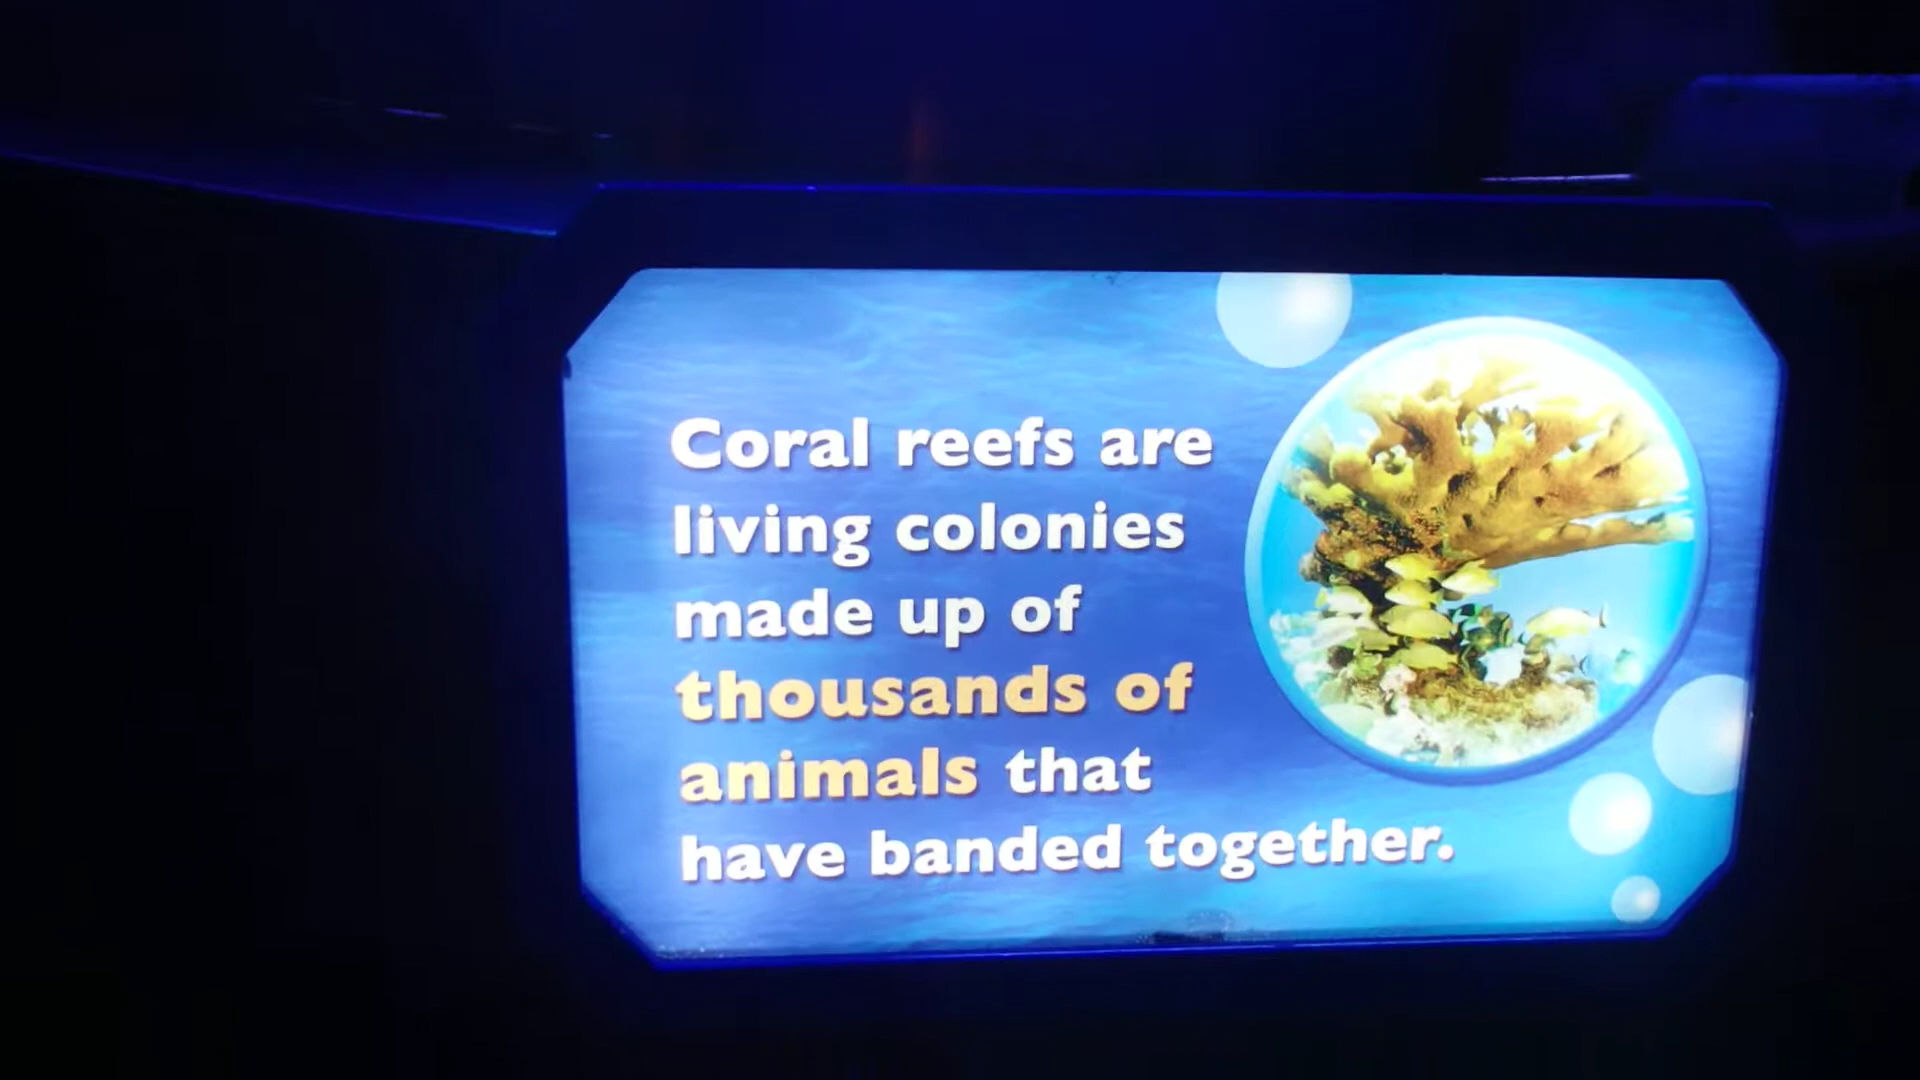 Coral reefs are
living colonies
made up of
thousands of
animals that
have banded together.